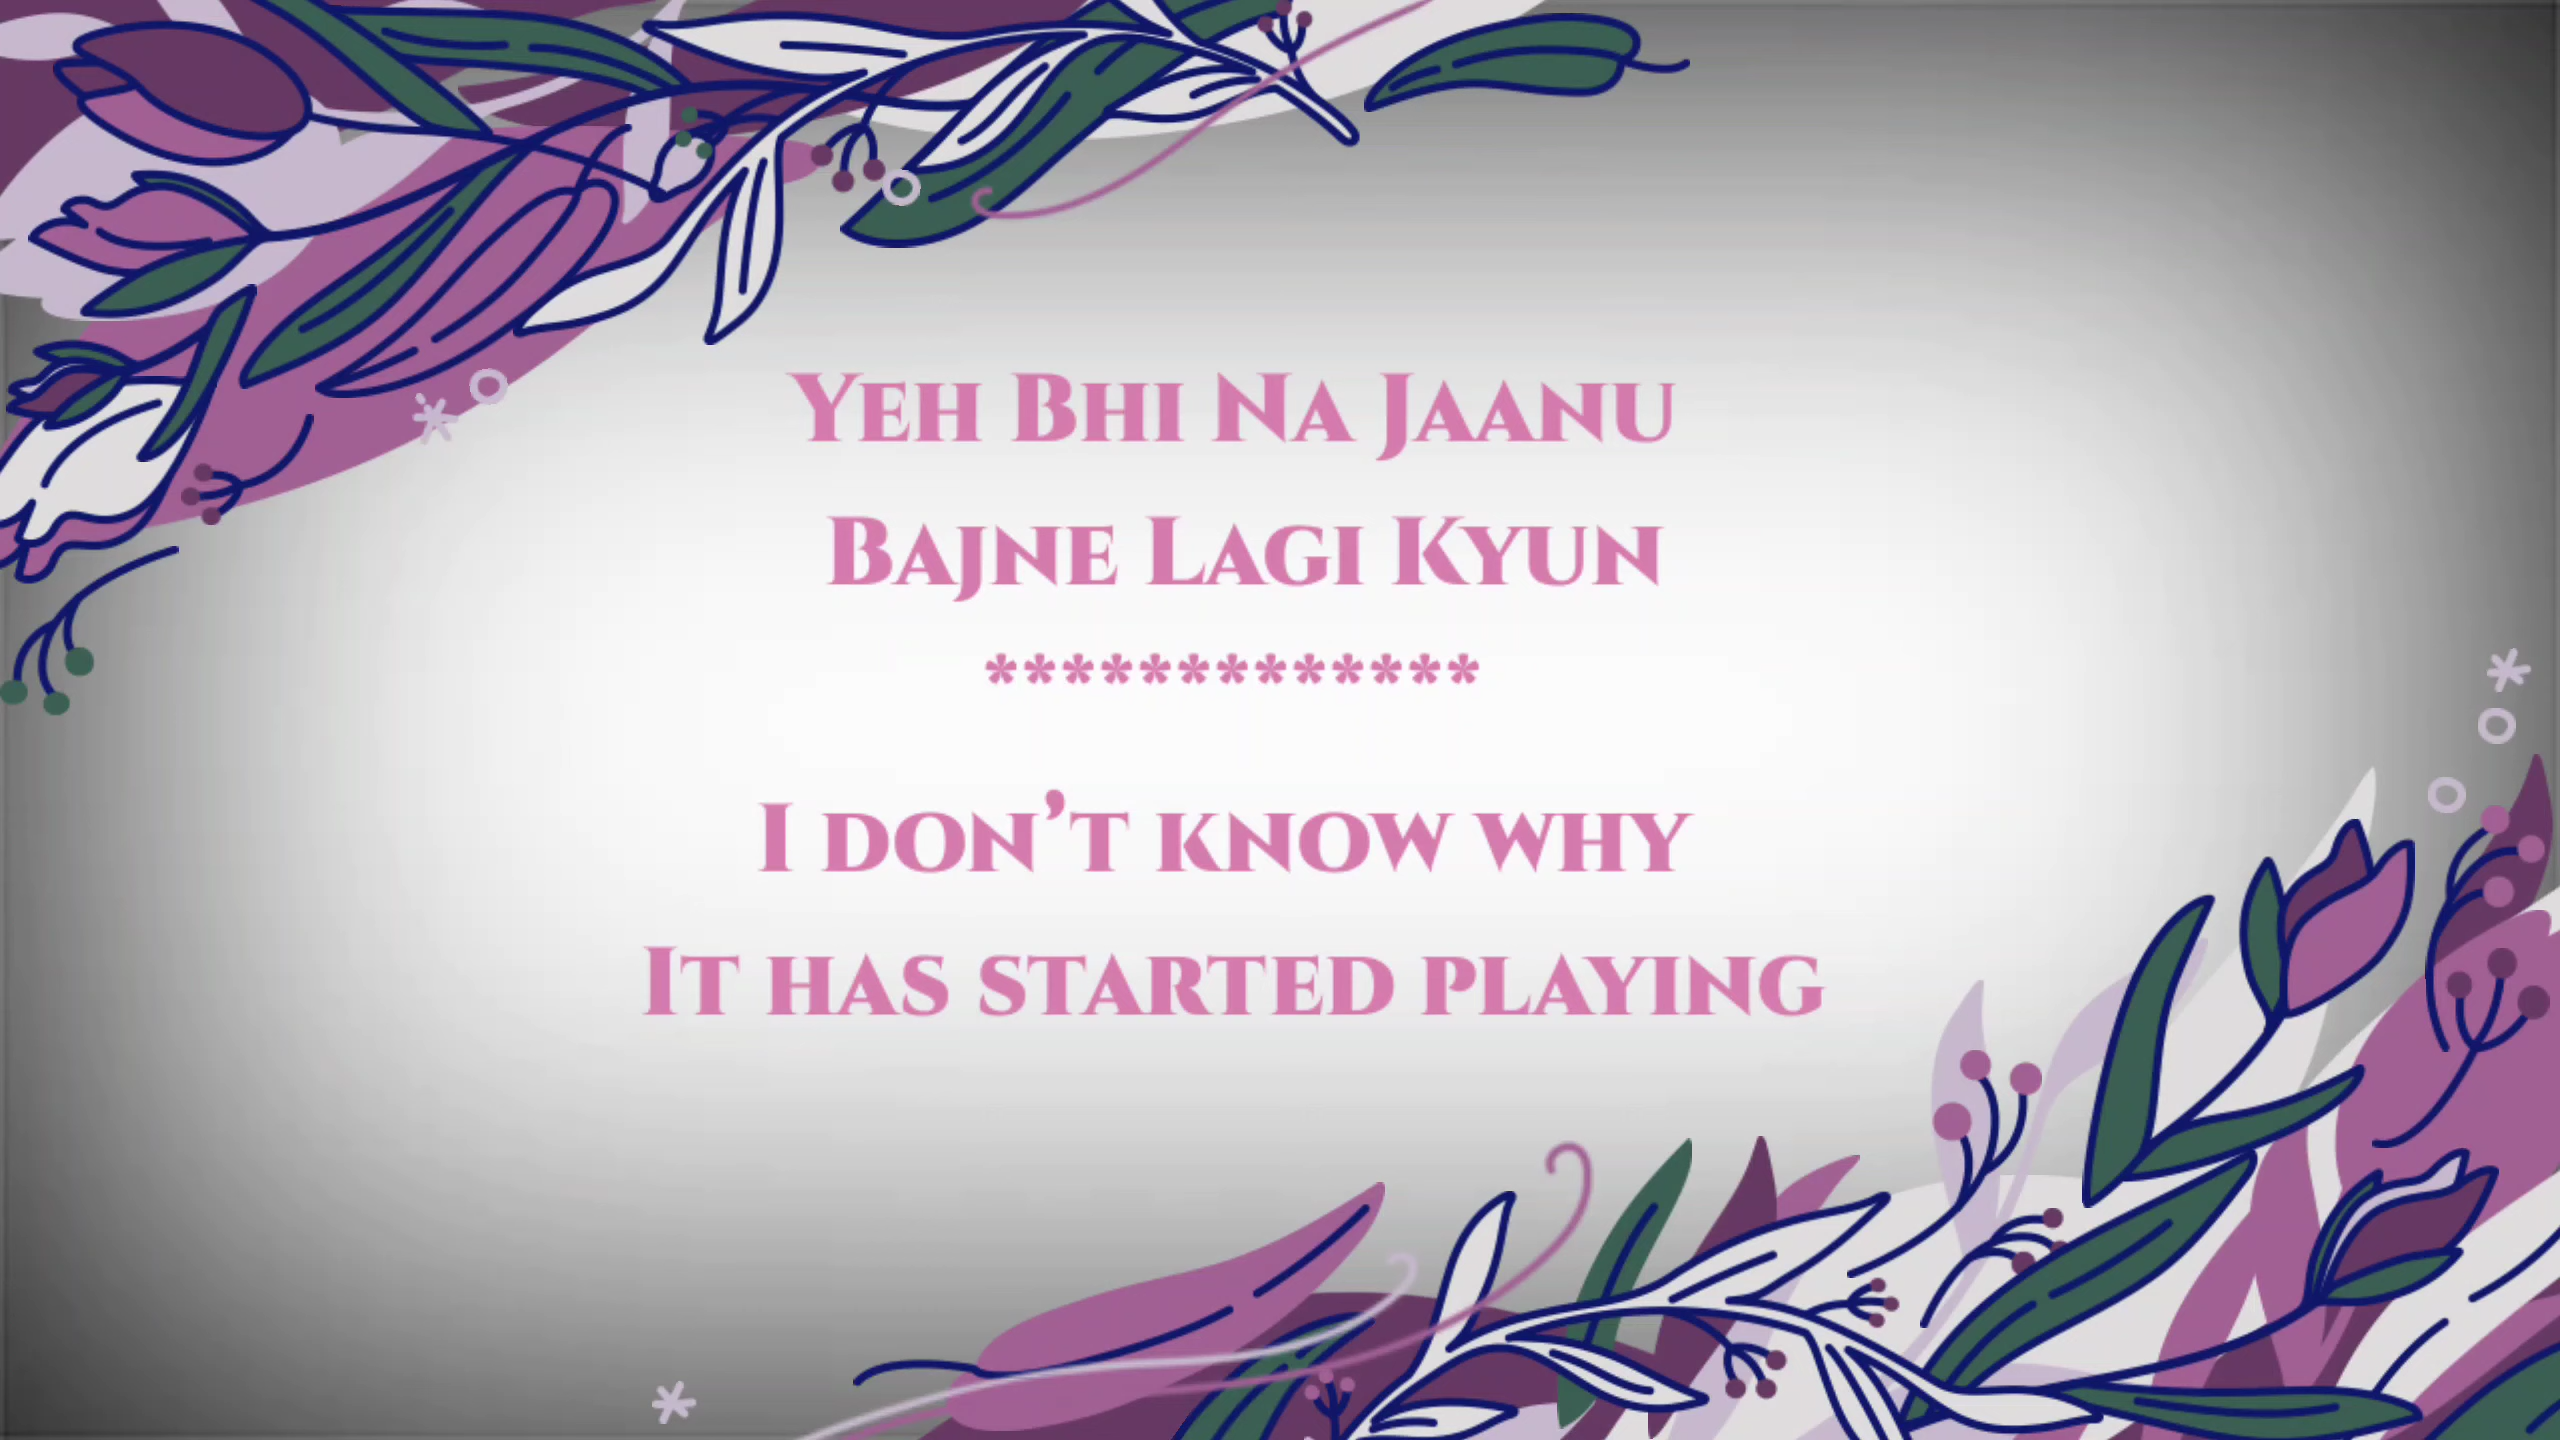 Yeh Bhi Na Jaanu
Bajne Lagi Kyun
*************
I don’t know why
It has started playing